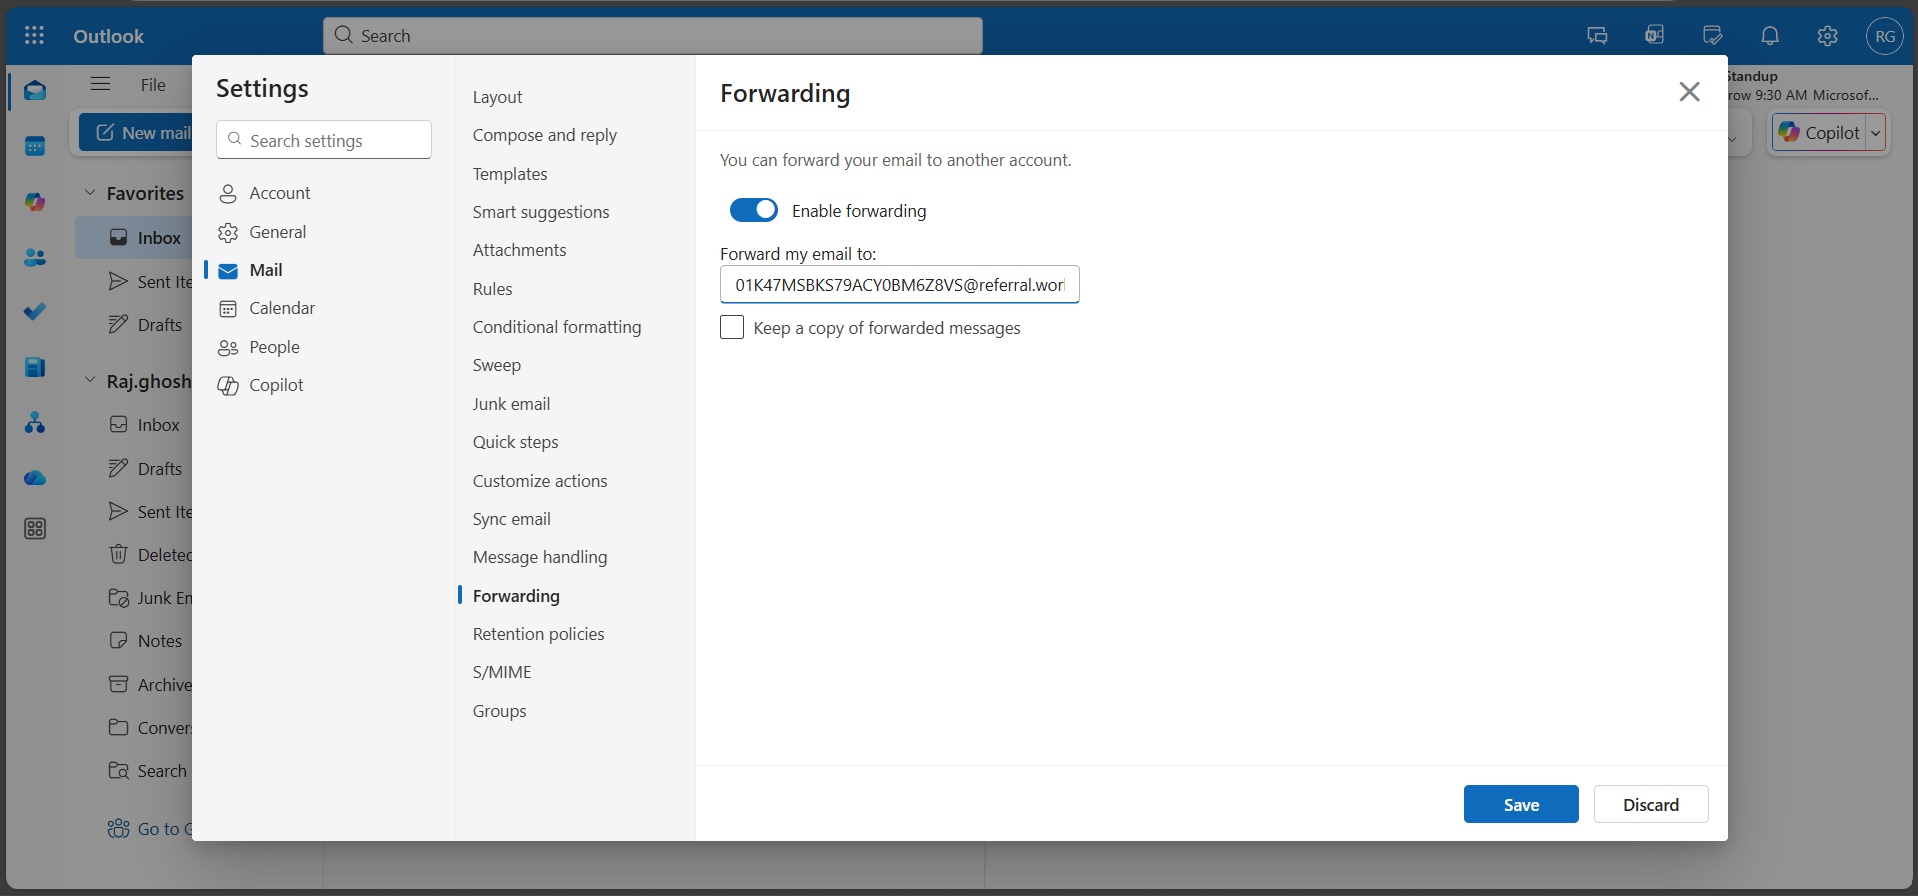 Outlook
Search
RG
File
New mail
Favorites
Inbox
Sent Ite
Drafts
Raj.ghosh
Inbox
Drafts
Sent Ite
Deleted
Junk Em
Notes
Archive
Conver
Search
Go to G
Settings
Search settings
Account
General
Mail
Calendar
People
Copilot
Layout
Compose and reply
Templates
Smart suggestions
Attachments
Rules
Conditional formatting
Sweep
Junk email
Quick steps
Customize actions
Sync email
Message handling
Forwarding
Retention policies
S/MIME
Groups
Forwarding
You can forward your email to another account.
Enable forwarding
Forward my email to:
01K47MSBKS79ACY0BM6Z8VS@referral.worl
Keep a copy of forwarded messages
Save
Discard
Standup
row 9:30 AM Microsof...
Copilot